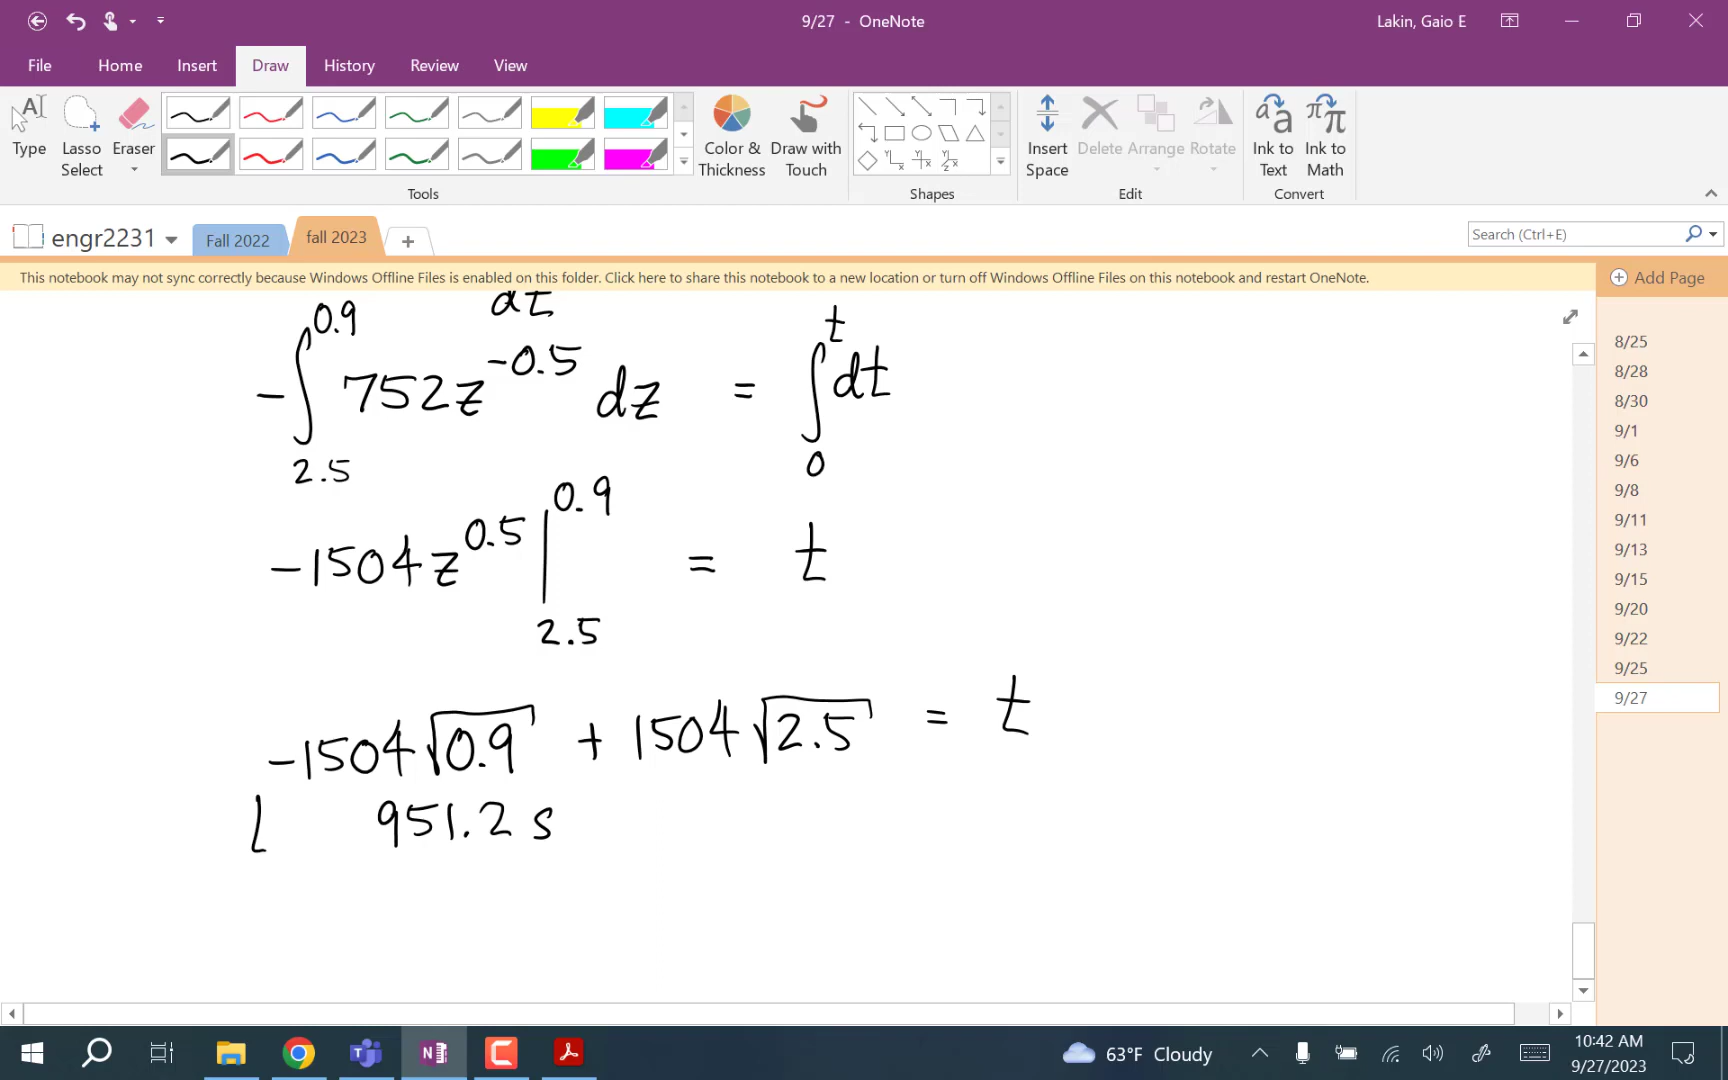 9/27 - OneNote
Lakin, Gaio E
File Home Insert Draw History Review View
Type
Lasso Select
Eraser
Color & Thickness
Draw with Touch
Insert Space
Delete
Arrange
Rotate
Ink to Text
Ink to Math
Tools
Shapes
Edit
Convert
engr2231
Fall 2022
fall 2023
Search (Ctrl+E)
This notebook may not sync correctly because Windows Offline Files is enabled on this folder. Click here to share this notebook to a new location or turn off Windows Offline Files on this notebook and restart OneNote.
Add Page
8/25
8/28
8/30
9/1
9/6
9/8
9/11
9/13
9/15
9/20
9/22
9/25
9/27
dt
-∫_{2.5}^{0.9} 752z^{-0.5} dz = ∫_{0}^{t} dt
-1504z^{0.5} |_{2.5}^{0.9} = t
-1504√0.9 + 1504√2.5 = t
951.2 s
63°F Cloudy
10:42 AM
9/27/2023